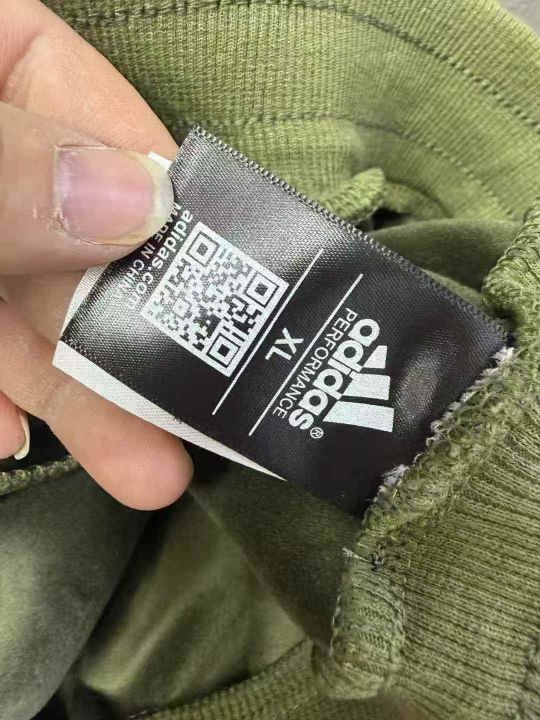 adidas®
PERFORMANCE
XL
adidas.com
MADE IN CHINA